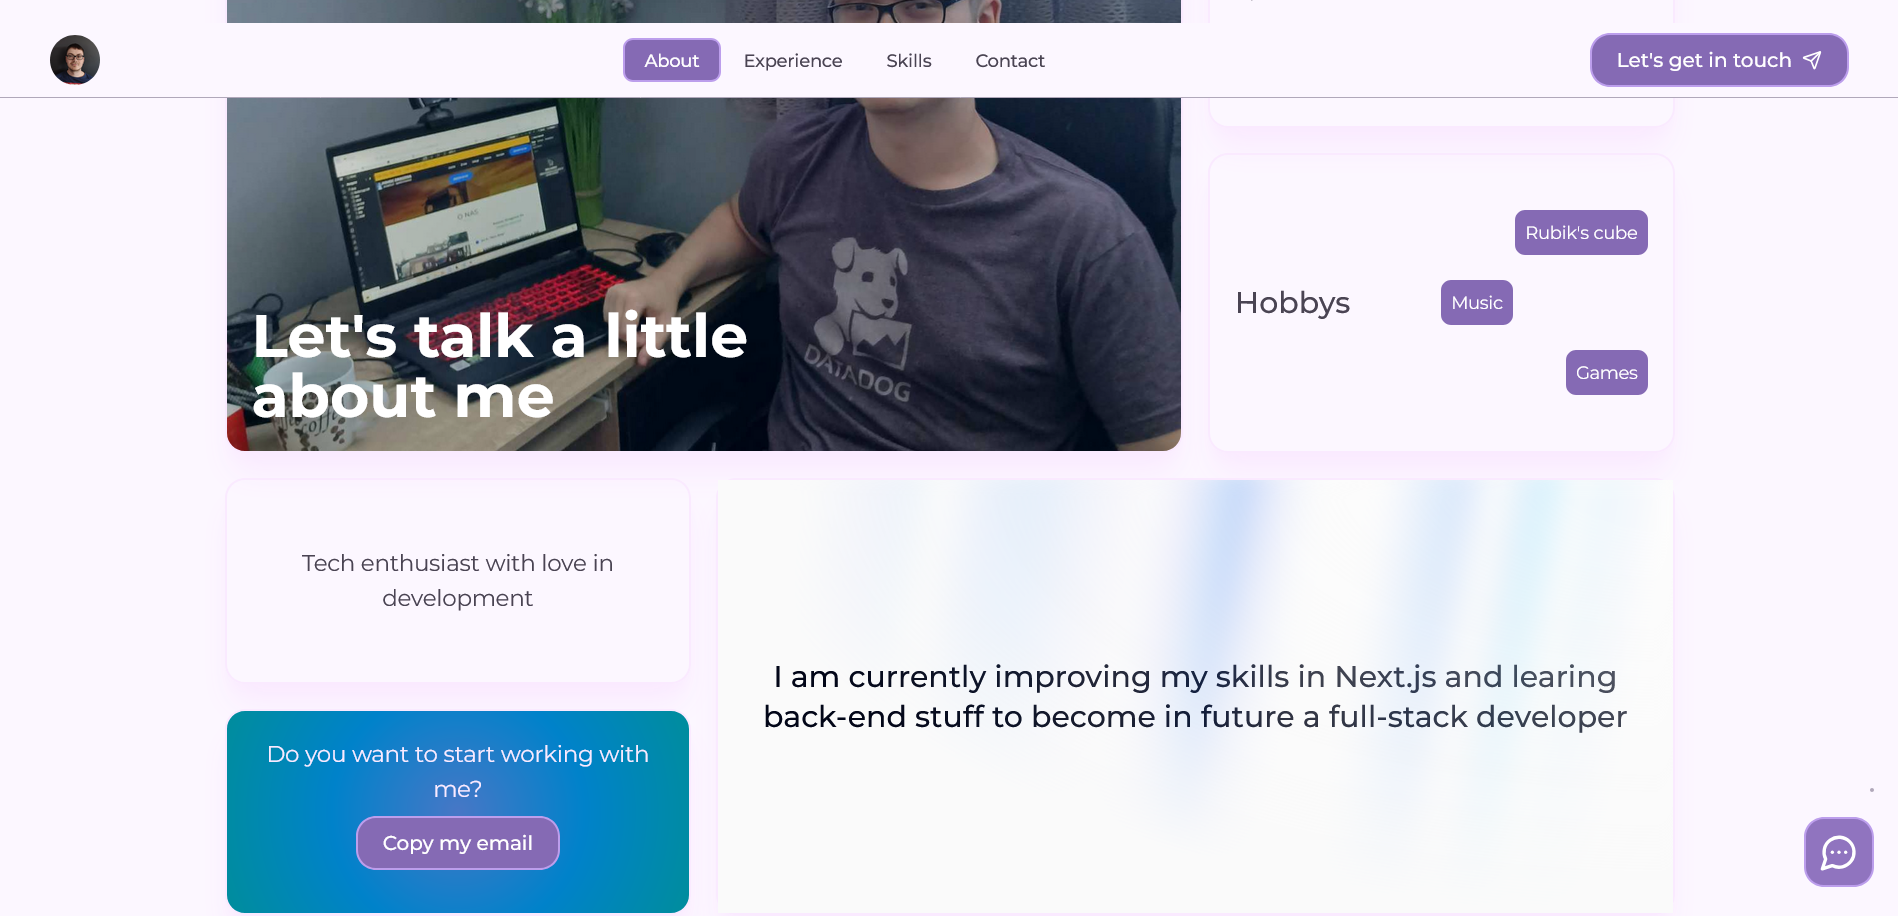 About
Experience
Skills
Contact
Let's get in touch
O NAS
DATADOG
Let's talk a little
about me
Rubik's cube
Hobbys
Music
Games
Tech enthusiast with love in
development
I am currently improving my skills in Next.js and learing
back-end stuff to become in future a full-stack developer
Do you want to start working with
me?
Copy my email